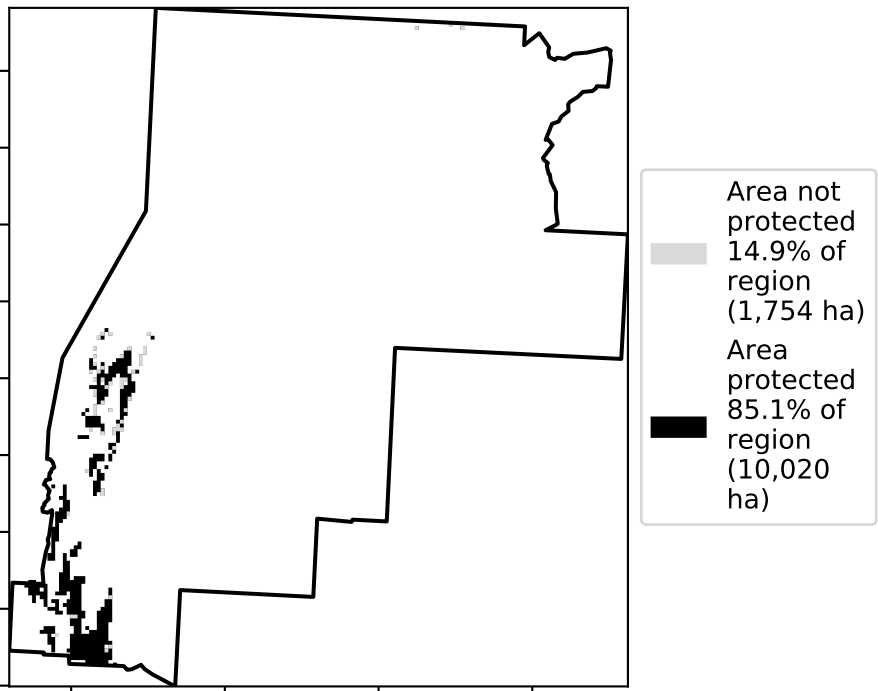 Area not
protected
14.9% of
region
(1,754 ha)
Area
protected
85.1% of
region
(10,020
ha)